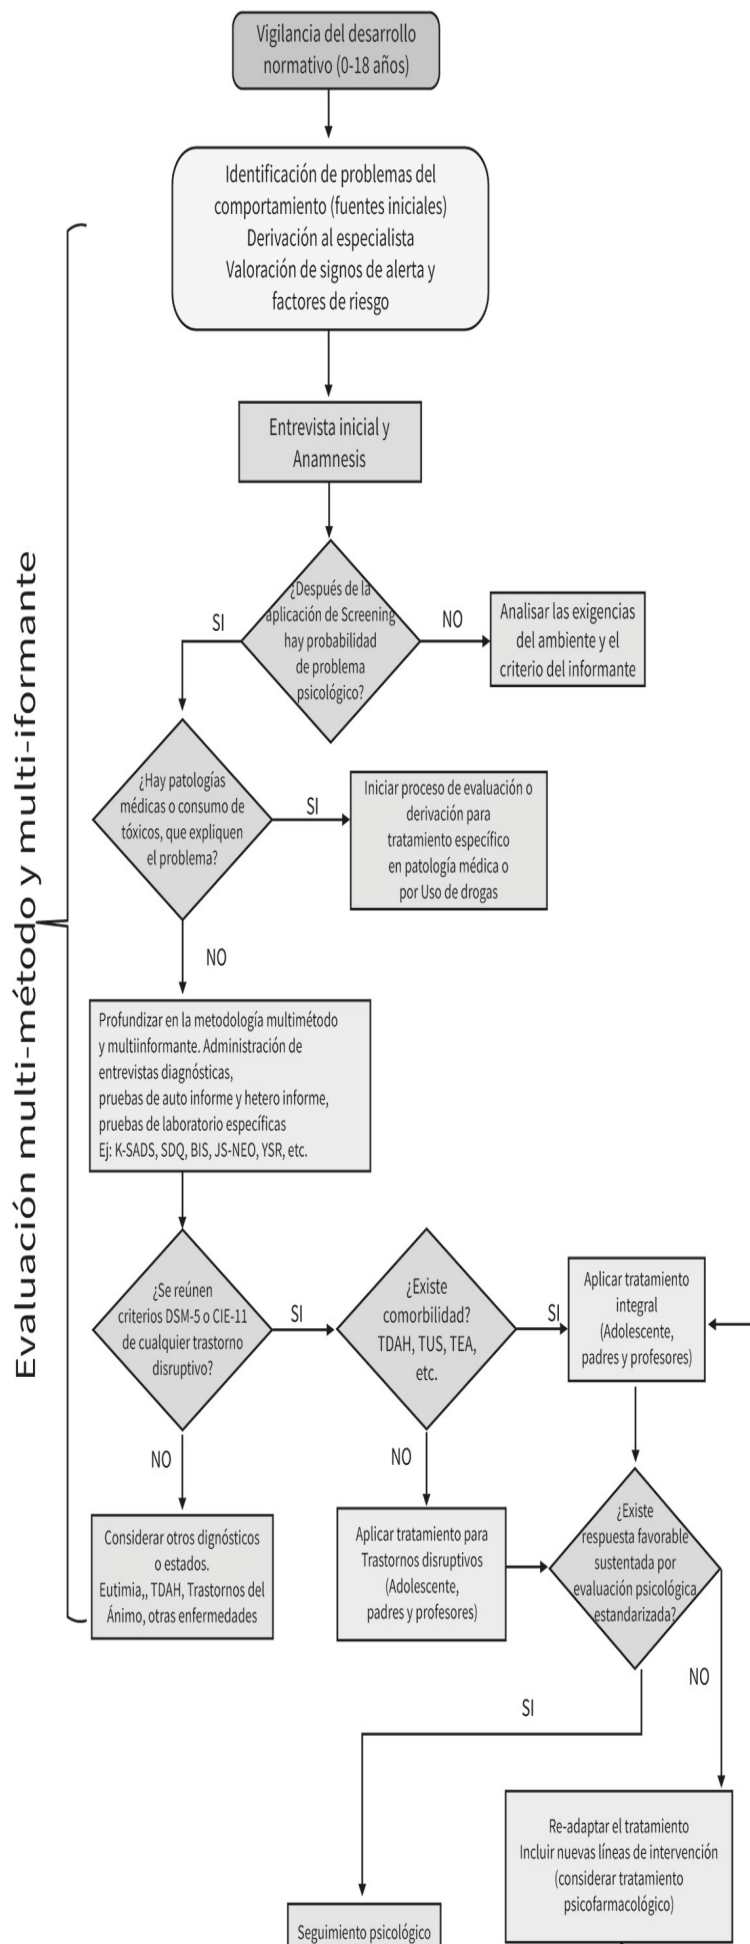 Vigilancia del desarrollo
normativo (0-18 años)
Identificación de problemas del
comportamiento (fuentes iniciales)
Derivación al especialista
Valoración de signos de alerta y
factores de riesgo
Entrevista inicial y
Anamnesis
¿Después de la
aplicación de Screening
hay probabilidad
de problema
psicológico?
SI
NO
Analisar las exigencias
del ambiente y el
criterio del informante
Evaluación multi-método y multi-iformante
¿Hay patologías
médicas o consumo de
tóxicos, que expliquen
el problema?
SI
Iniciar proceso de evaluación o
derivación para
tratamiento específico
en patología médica o
por Uso de drogas
NO
Profundizar en la metodología multimétodo
y multiinformante. Administración de
entrevistas diagnósticas,
pruebas de auto informe y hetero informe,
pruebas de laboratorio específicas
Ej: K-SADS, SDQ, BIS, JS-NEO, YSR, etc.
¿Se reúnen
criterios DSM-5 o CIE-11
de cualquier trastorno
disruptivo?
SI
¿Existe
comorbilidad?
TDAH, TUS, TEA,
etc.
SI
Aplicar tratamiento
integral
(Adolescente,
padres y profesores)
NO
NO
Considerar otros dignósticos
o estados.
Eutimia,, TDAH, Trastornos del
Ánimo, otras enfermedades
Aplicar tratamiento para
Trastornos disruptivos
(Adolescente,
padres y profesores)
¿Existe
respuesta favorable
sustentada por
evaluación psicológica
estandarizada?
SI
NO
Re-adaptar el tratamiento
Incluir nuevas líneas de intervención
(considerar tratamiento
psicofarmacológico)
Seguimiento psicológico